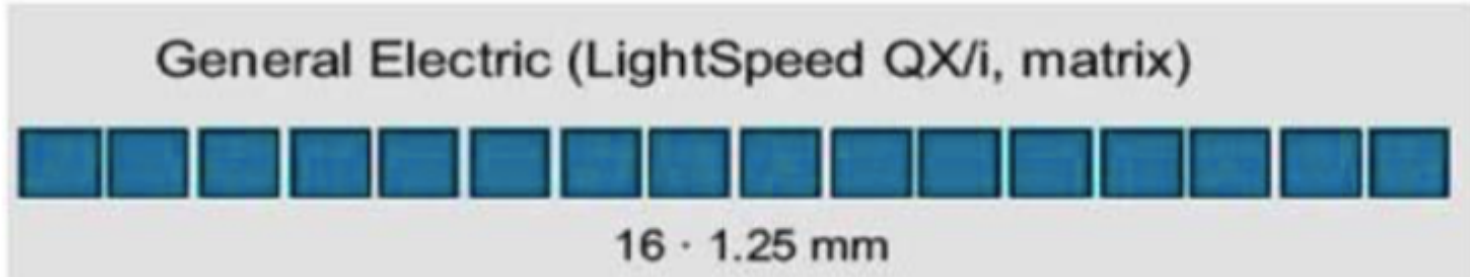 General Electric (LightSpeed QX/i, matrix)
16 · 1.25 mm